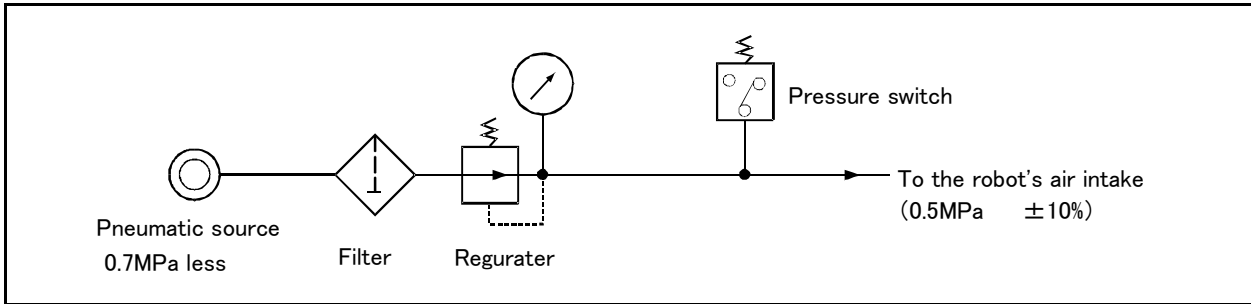 Pressure switch
To the robot's air intake
(0.5MPa ±10%)
Pneumatic source
0.7MPa less
Filter
Regurater